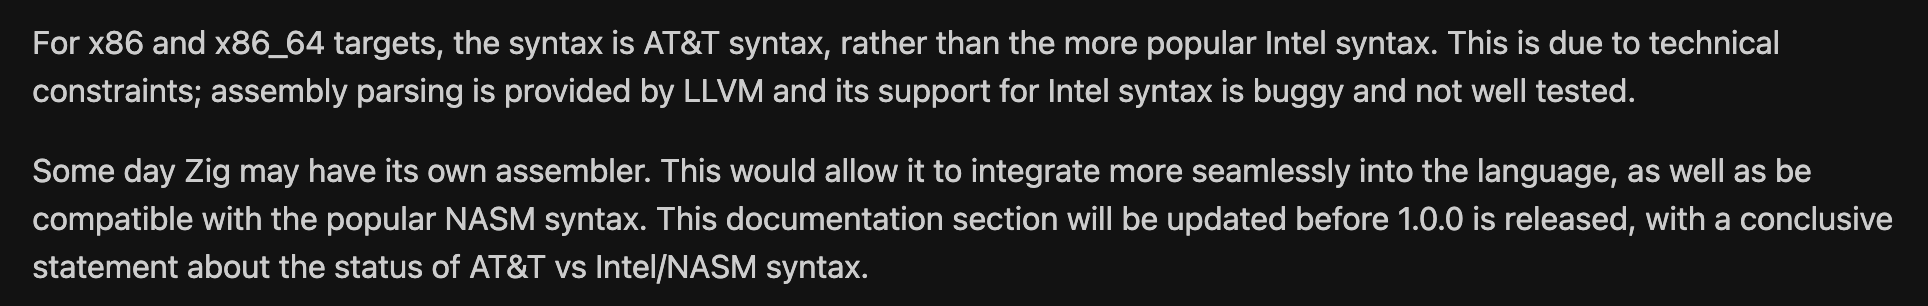 For x86 and x86_64 targets, the syntax is AT&T syntax, rather than the more popular Intel syntax. This is due to technical
constraints; assembly parsing is provided by LLVM and its support for Intel syntax is buggy and not well tested.
Some day Zig may have its own assembler. This would allow it to integrate more seamlessly into the language, as well as be
compatible with the popular NASM syntax. This documentation section will be updated before 1.0.0 is released, with a conclusive
statement about the status of AT&T vs Intel/NASM syntax.